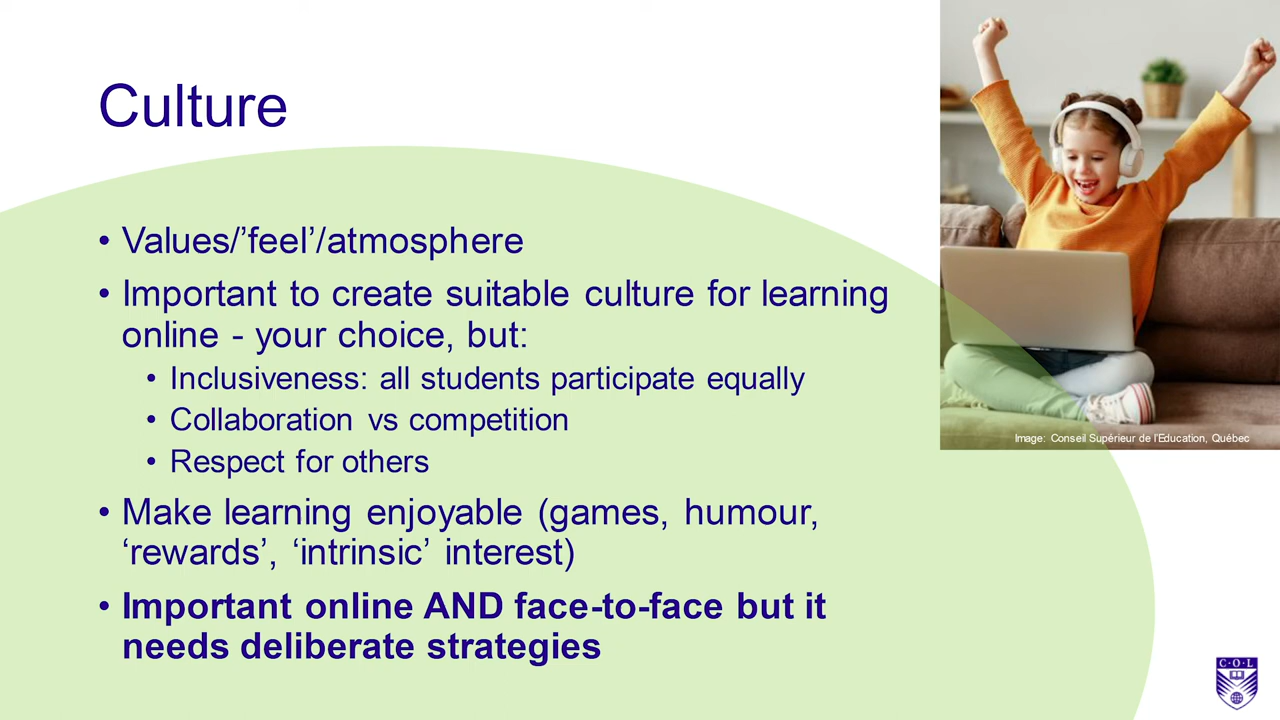 Culture
• Values/’feel’/atmosphere
• Important to create suitable culture for learning
online - your choice, but:
• Inclusiveness: all students participate equally
• Collaboration vs competition
• Respect for others
• Make learning enjoyable (games, humour,
‘rewards’, ‘intrinsic’ interest)
• Important online AND face-to-face but it
needs deliberate strategies
Image: Conseil Supérieur de l’Education, Québec
C·O·L